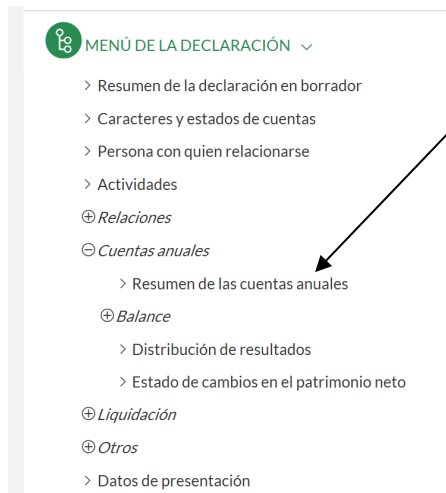 MENÚ DE LA DECLARACIÓN
Resumen de la declaración en borrador
Caracteres y estados de cuentas
Persona con quien relacionarse
Actividades
Relaciones
Cuentas anuales
Resumen de las cuentas anuales
Balance
Distribución de resultados
Estado de cambios en el patrimonio neto
Liquidación
Otros
Datos de presentación